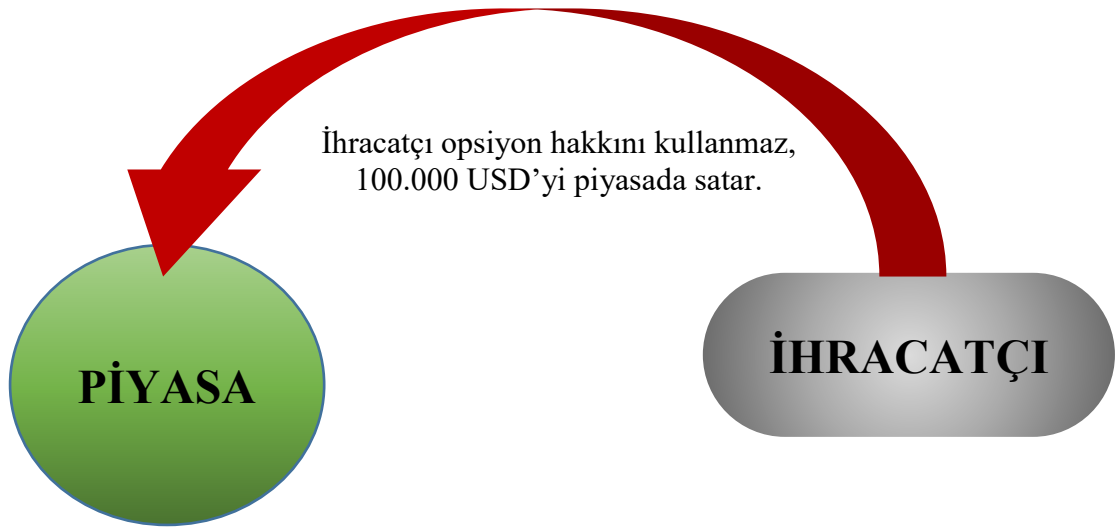 İhracatçı opsiyon hakkını kullanmaz,
100.000 USD’yi piyasada satar.
PİYASA
İHRACATÇI